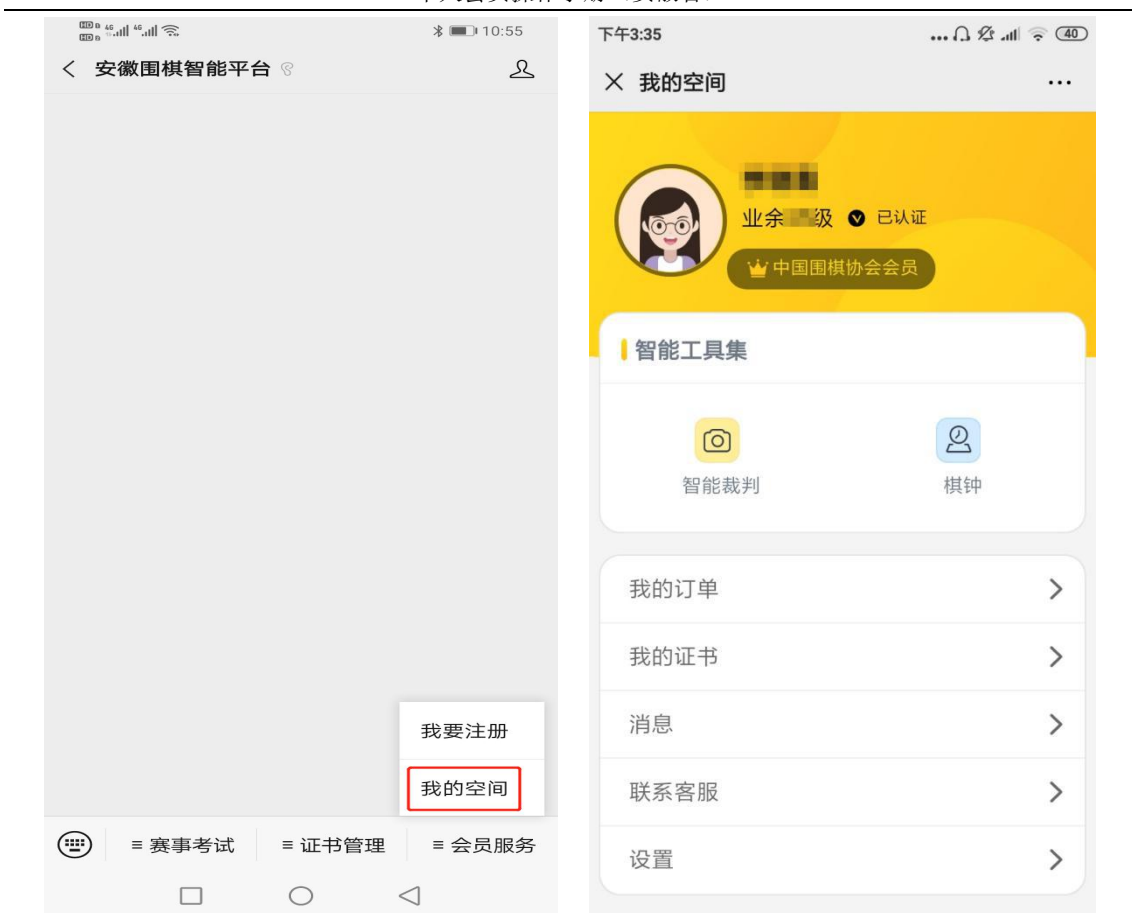 10:55
安徽围棋智能平台
我要注册
我的空间
≡ 赛事考试
≡ 证书管理
≡ 会员服务
下午3:35
40
我的空间
业余
级
已认证
中国围棋协会会员
智能工具集
智能裁判
棋钟
我的订单
我的证书
消息
联系客服
设置